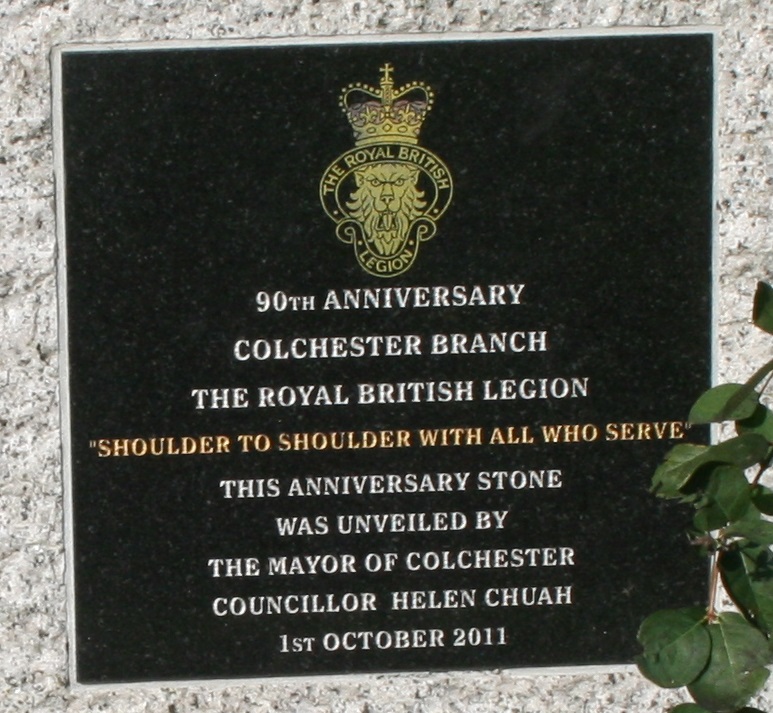 THE ROYAL BRITISH
LEGION
90TH ANNIVERSARY
COLCHESTER BRANCH
THE ROYAL BRITISH LEGION
"SHOULDER TO SHOULDER WITH ALL WHO SERVE"
THIS ANNIVERSARY STONE
WAS UNVEILED BY
THE MAYOR OF COLCHESTER
COUNCILLOR HELEN CHUAH
1ST OCTOBER 2011